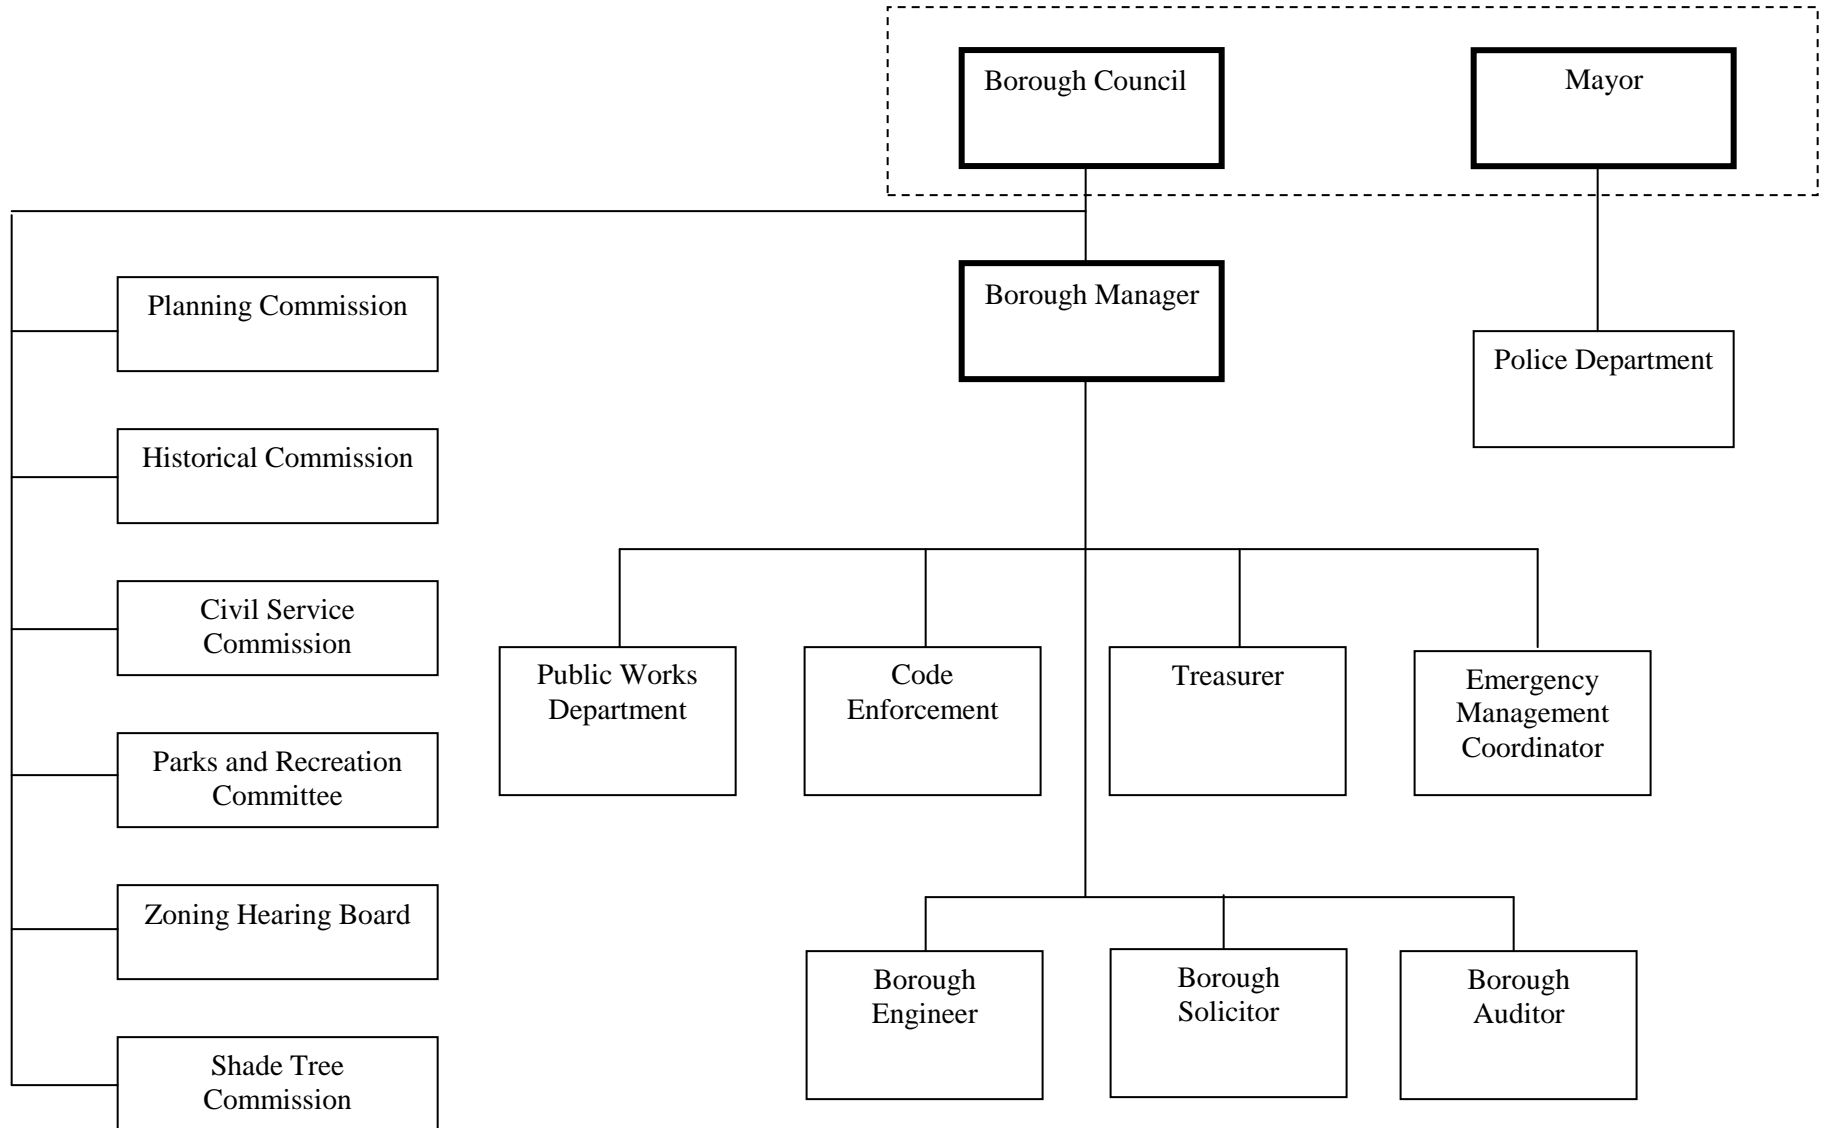 Borough Council
Mayor
Borough Manager
Planning Commission
Police Department
Historical Commission
Civil Service
Commission
Public Works
Department
Code
Enforcement
Treasurer
Emergency
Management
Coordinator
Parks and Recreation
Committee
Zoning Hearing Board
Borough
Engineer
Borough
Solicitor
Borough
Auditor
Shade Tree
Commission